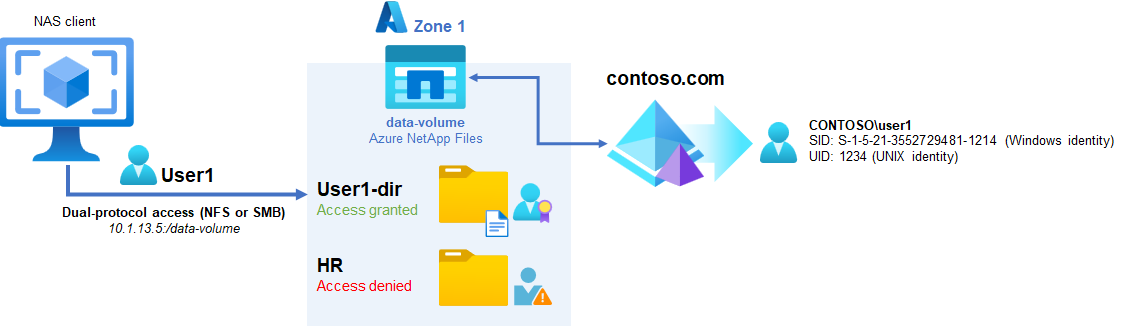 NAS client
Zone 1
data-volume
Azure NetApp Files
contoso.com
CONTOSO\user1
SID: S-1-5-21-3552729481-1214 (Windows identity)
UID: 1234 (UNIX identity)
User1
Dual-protocol access (NFS or SMB)
10.1.13.5:/data-volume
User1-dir
Access granted
HR
Access denied